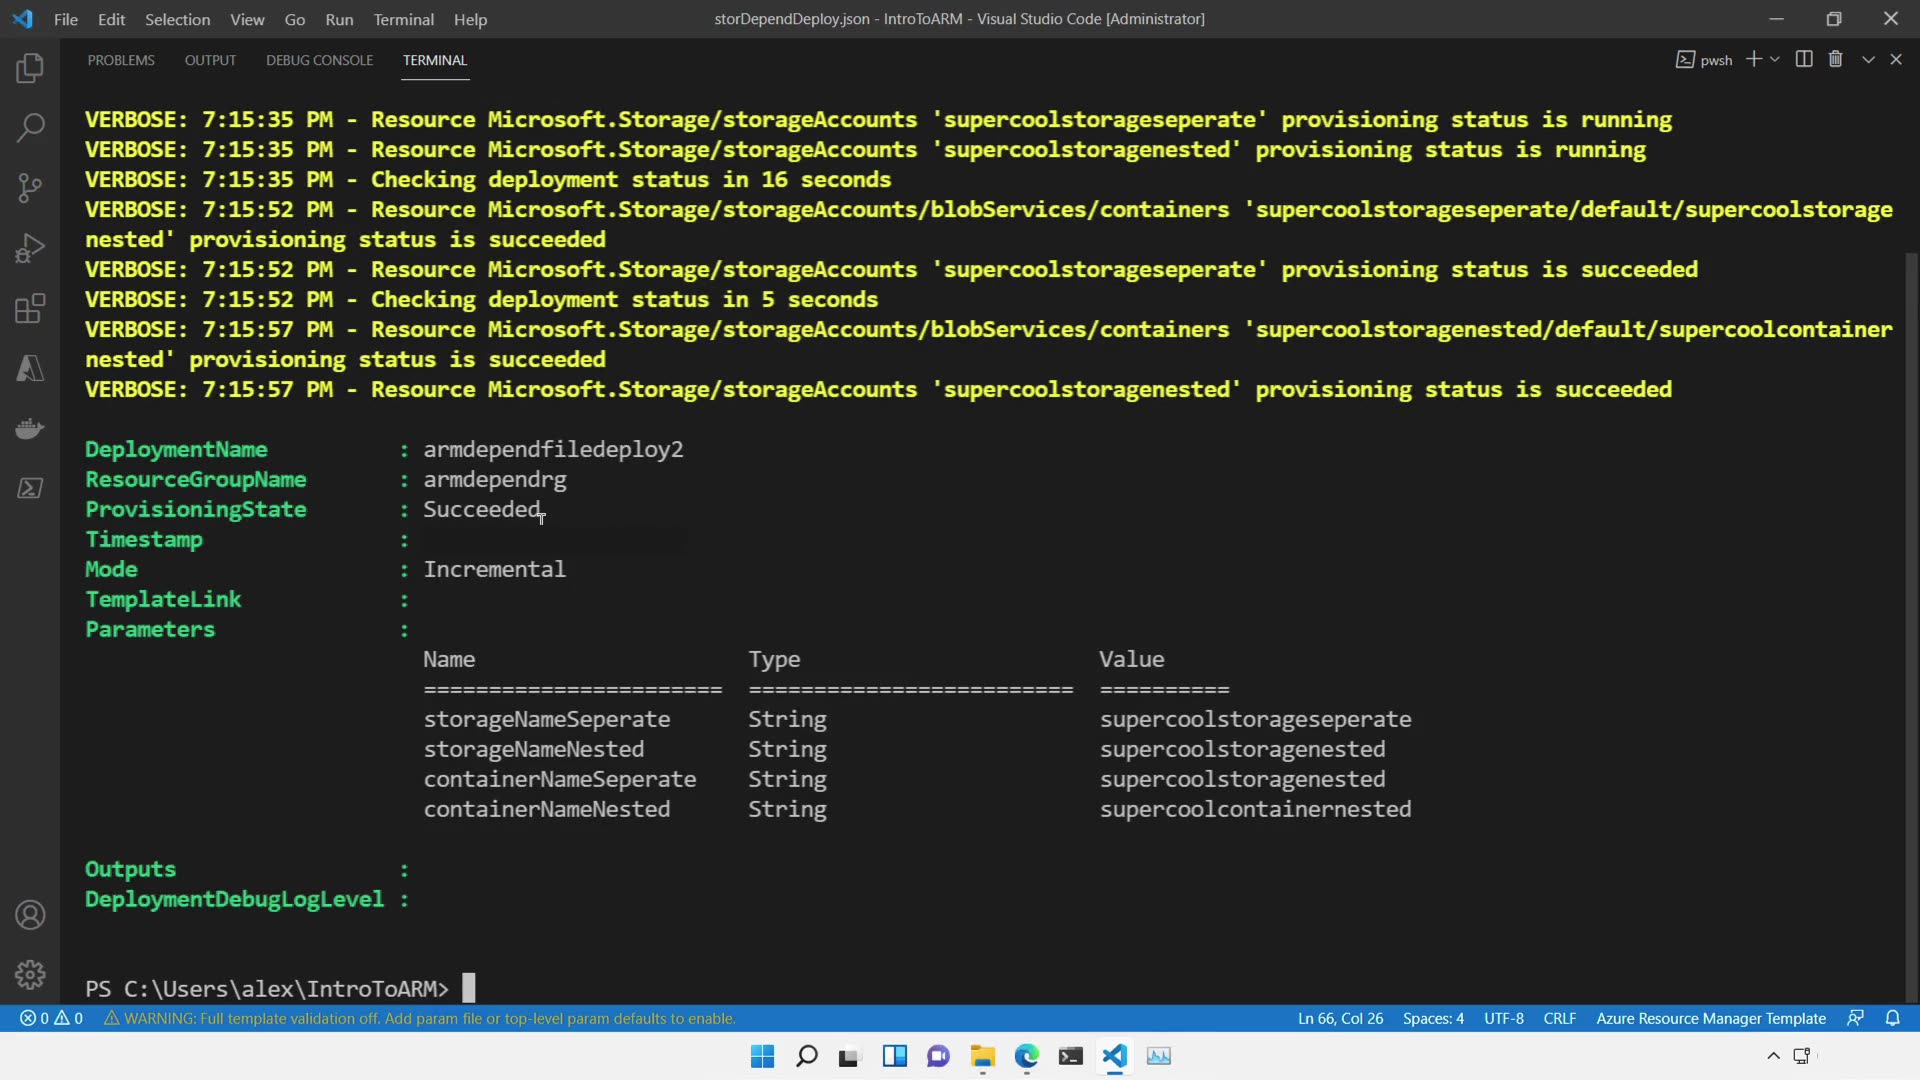 File Edit Selection View Go Run Terminal Help
storDependDeploy.json - IntroToARM - Visual Studio Code [Administrator]
PROBLEMS OUTPUT DEBUG CONSOLE TERMINAL
pwsh
VERBOSE: 7:15:35 PM - Resource Microsoft.Storage/storageAccounts 'supercoolstorageseperate' provisioning status is running
VERBOSE: 7:15:35 PM - Resource Microsoft.Storage/storageAccounts 'supercoolstoragenested' provisioning status is running
VERBOSE: 7:15:35 PM - Checking deployment status in 16 seconds
VERBOSE: 7:15:52 PM - Resource Microsoft.Storage/storageAccounts/blobServices/containers 'supercoolstorageseperate/default/supercoolstorage
nested' provisioning status is succeeded
VERBOSE: 7:15:52 PM - Resource Microsoft.Storage/storageAccounts 'supercoolstorageseperate' provisioning status is succeeded
VERBOSE: 7:15:52 PM - Checking deployment status in 5 seconds
VERBOSE: 7:15:57 PM - Resource Microsoft.Storage/storageAccounts/blobServices/containers 'supercoolstoragenested/default/supercoolcontainer
nested' provisioning status is succeeded
VERBOSE: 7:15:57 PM - Resource Microsoft.Storage/storageAccounts 'supercoolstoragenested' provisioning status is succeeded
DeploymentName : armdependfiledeploy2
ResourceGroupName : armdependrg
ProvisioningState : Succeeded
Timestamp :
Mode : Incremental
TemplateLink :
Parameters :
Name Type Value
======================= ========================= ==========
storageNameSeperate String supercoolstorageseperate
storageNameNested String supercoolstoragenested
containerNameSeperate String supercoolstoragenested
containerNameNested String supercoolcontainernested
Outputs :
DeploymentDebugLogLevel :
PS C:\Users\alex\IntroToARM>
0 0 WARNING: Full template validation off. Add param file or top-level param defaults to enable. Ln 66, Col 26 Spaces: 4 UTF-8 CRLF Azure Resource Manager Template